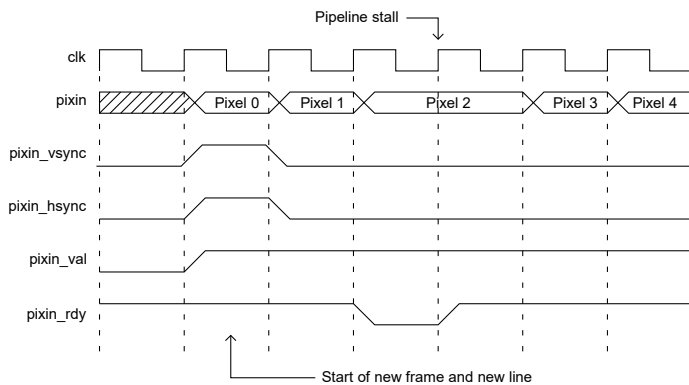 Pipeline stall
clk
pixin
Pixel 0
Pixel 1
Pixel 2
Pixel 3
Pixel 4
pixin_vsync
pixin_hsync
pixin_val
pixin_rdy
Start of new frame and new line